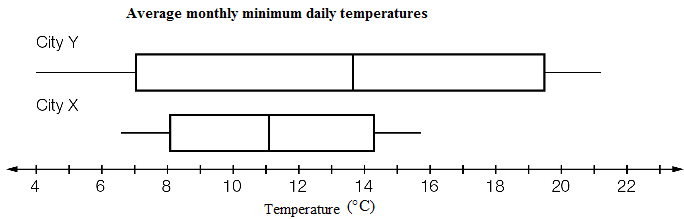 Average monthly minimum daily temperatures
City Y
City X
4 6 8 10 12 14 16 18 20 22
Temperature (°C)